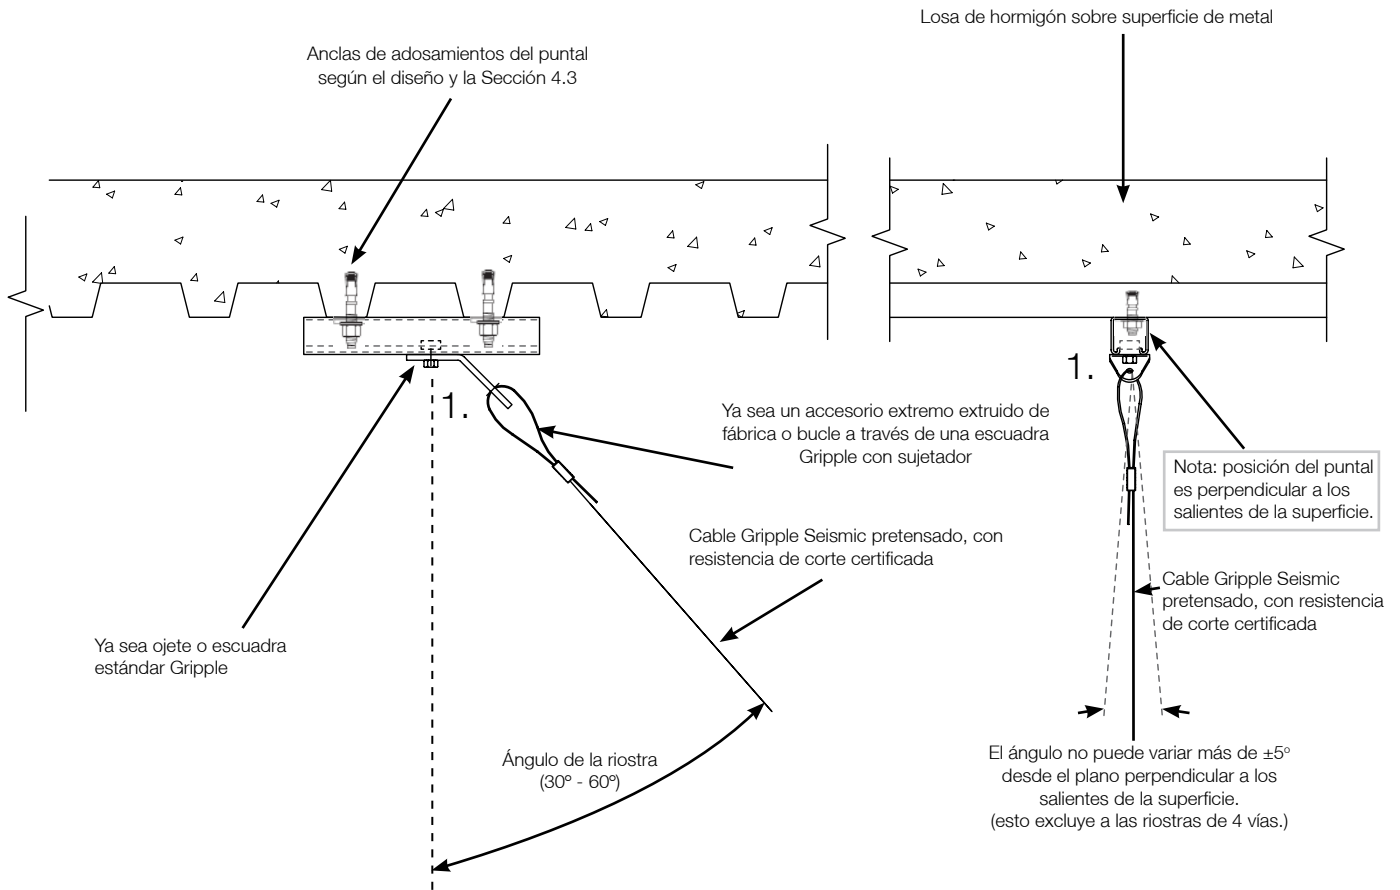 Losa de hormigón sobre superficie de metal
Anclas de adosamientos del puntal
según el diseño y la Sección 4.3
1.
1.
Ya sea un accesorio extremo extruido de
fábrica o bucle a través de una escuadra
Gripple con sujetador
Nota: posición del puntal
es perpendicular a los
salientes de la superficie.
Cable Gripple Seismic pretensado, con
resistencia de corte certificada
Cable Gripple Seismic
pretensado, con resistencia
de corte certificada
Ya sea ojete o escuadra
estándar Gripple
Ángulo de la riostra
(30º - 60º)
El ángulo no puede variar más de ±5º
desde el plano perpendicular a los
salientes de la superficie.
(esto excluye a las riostras de 4 vías.)